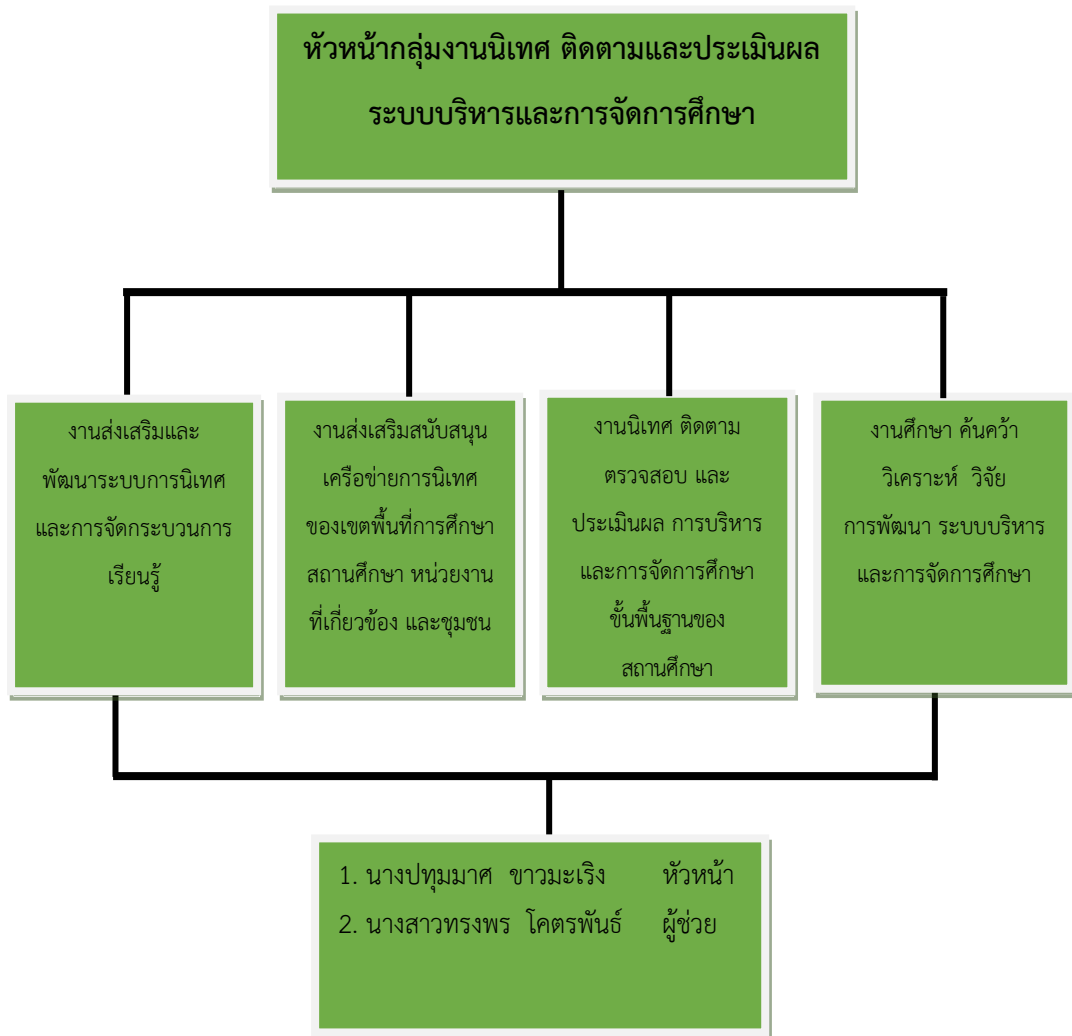 หัวหน้ากลุ่มงานนิเทศ ติดตามและประเมินผล
ระบบบริหารและการจัดการศึกษา
งานส่งเสริมและ
พัฒนาระบบการนิเทศ
และการจัดกระบวนการ
เรียนรู้
งานส่งเสริมสนับสนุน
เครือข่ายการนิเทศ
ของเขตพื้นที่การศึกษา
สถานศึกษา หน่วยงาน
ที่เกี่ยวข้อง และชุมชน
งานนิเทศ ติดตาม
ตรวจสอบ และ
ประเมินผล การบริหาร
และการจัดการศึกษา
ขั้นพื้นฐานของ
สถานศึกษา
งานศึกษา ค้นคว้า
วิเคราะห์ วิจัย
การพัฒนา ระบบบริหาร
และการจัดการศึกษา
1. นางปทุมมาศ ขาวมะเริง หัวหน้า
2. นางสาวทรงพร โคตรพันธ์ ผู้ช่วย